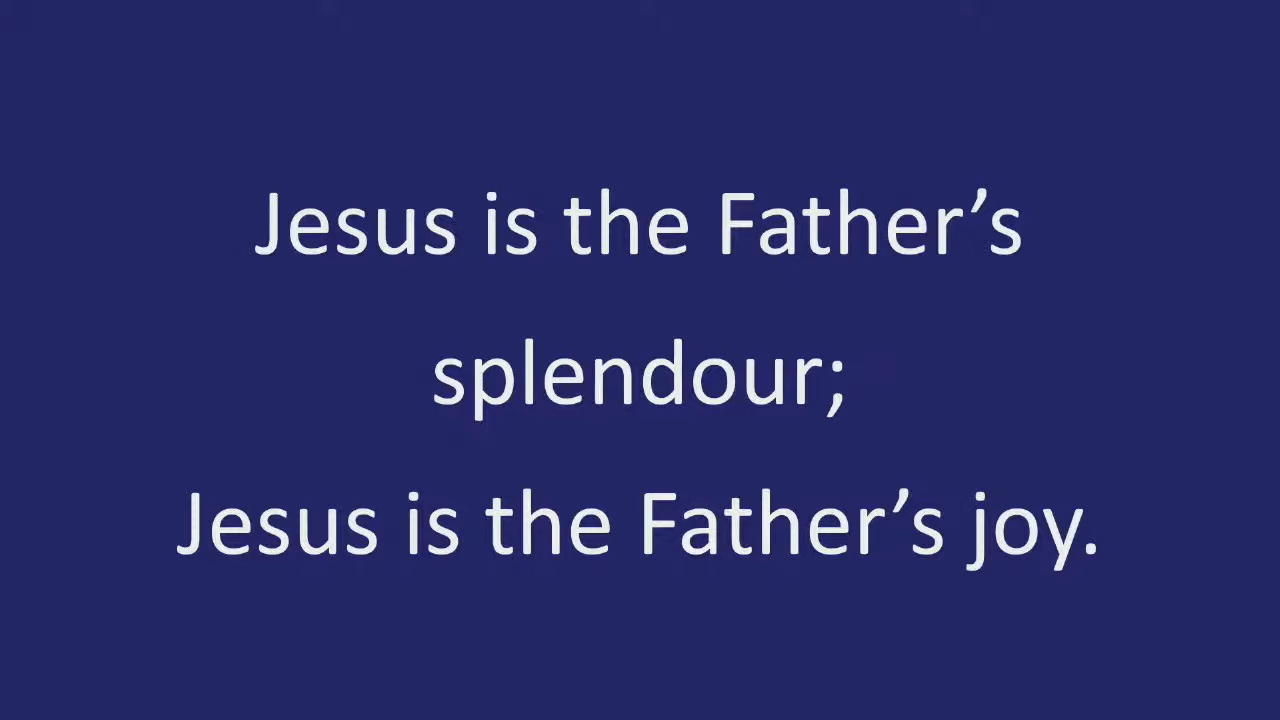 Jesus is the Father’s
splendour;
Jesus is the Father’s joy.